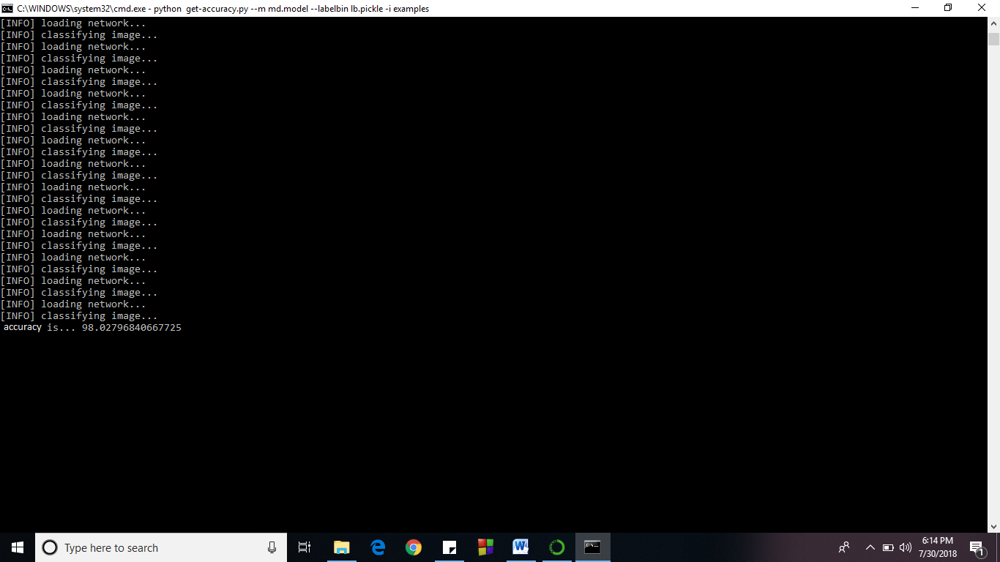 C:\WINDOWS\system32\cmd.exe - python  get-accuracy.py --m md.model --labelbin lb.pickle -i examples
[INFO] loading network...
[INFO] classifying image...
[INFO] loading network...
[INFO] classifying image...
[INFO] loading network...
[INFO] classifying image...
[INFO] loading network...
[INFO] classifying image...
[INFO] loading network...
[INFO] classifying image...
[INFO] loading network...
[INFO] classifying image...
[INFO] loading network...
[INFO] classifying image...
[INFO] loading network...
[INFO] classifying image...
[INFO] loading network...
[INFO] classifying image...
[INFO] loading network...
[INFO] classifying image...
[INFO] loading network...
[INFO] classifying image...
[INFO] loading network...
[INFO] classifying image...
[INFO] loading network...
[INFO] classifying image...
accuracy is... 98.02796840667725
Type here to search
6:14 PM
7/30/2018
1